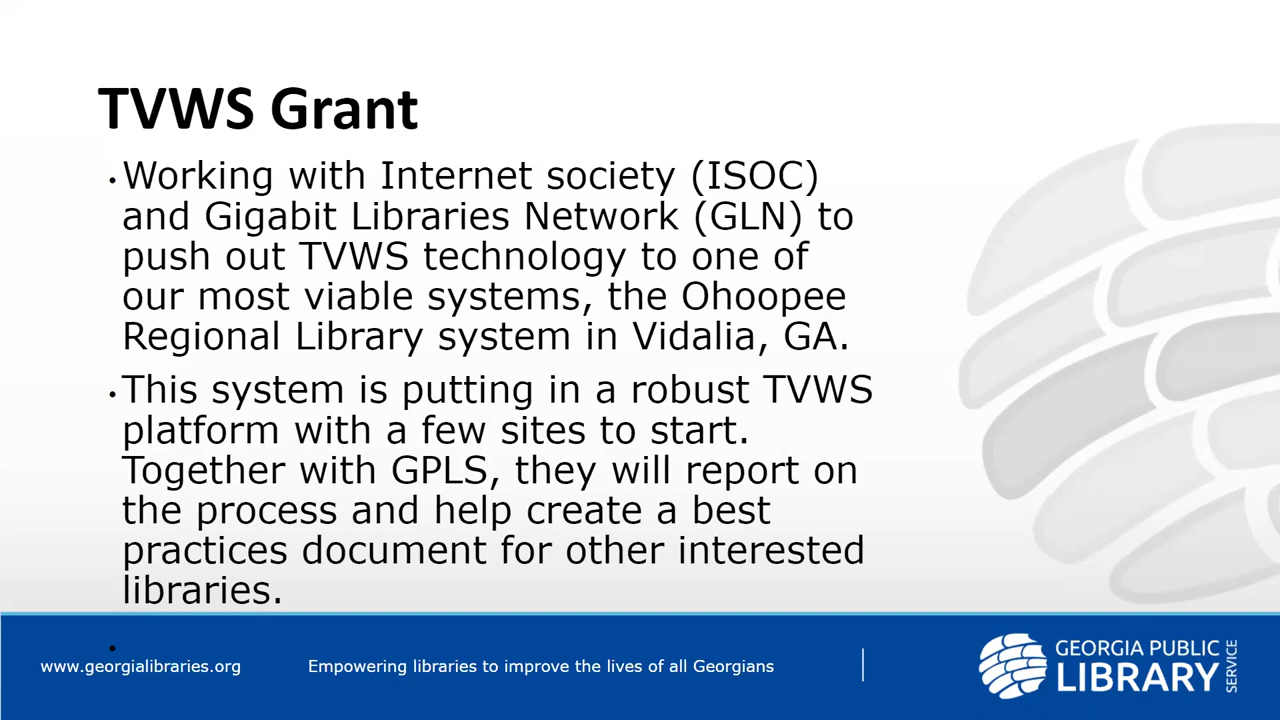 TVWS Grant
•Working with Internet society (ISOC)
and Gigabit Libraries Network (GLN) to
push out TVWS technology to one of
our most viable systems, the Ohoopee
Regional Library system in Vidalia, GA.
•This system is putting in a robust TVWS
platform with a few sites to start.
Together with GPLS, they will report on
the process and help create a best
practices document for other interested
libraries.
•
www.georgialibraries.org
Empowering libraries to improve the lives of all Georgians
GEORGIA PUBLIC
LIBRARY
SERVICE